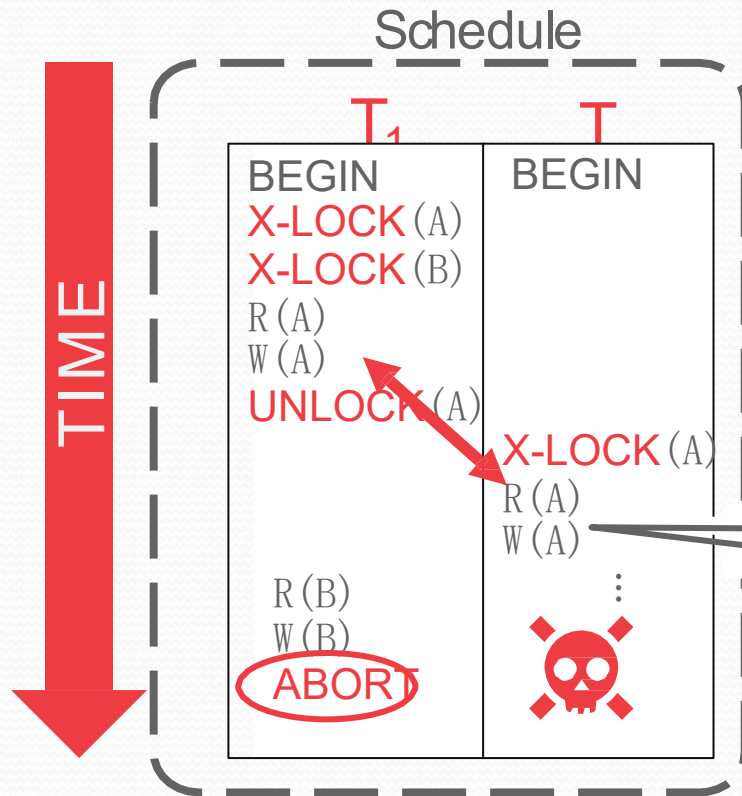 Schedule
TIME
T₁
T
BEGIN
X-LOCK(A)
X-LOCK(B)
R(A)
W(A)
UNLOCK(A)
R(B)
W(B)
ABORT
BEGIN
X-LOCK(A)
R(A)
W(A)
⋮